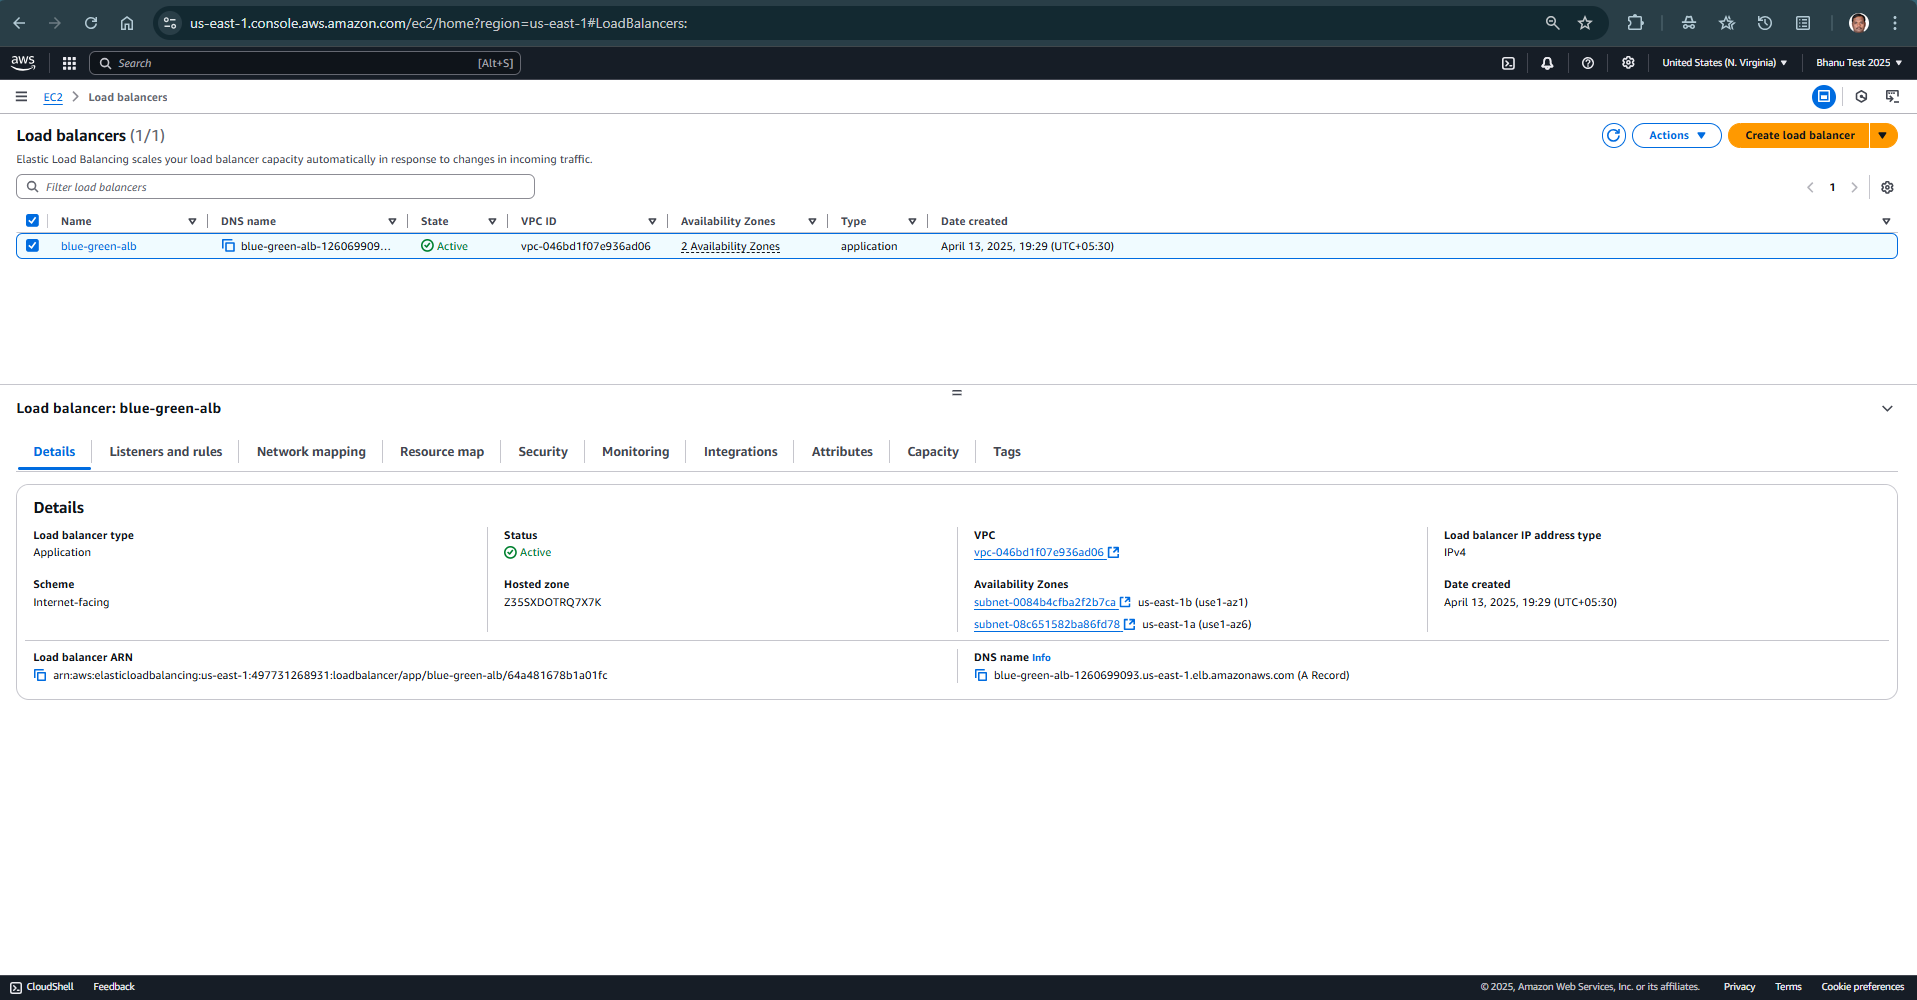 us-east-1.console.aws.amazon.com/ec2/home?region=us-east-1#LoadBalancers:
aws Search [Alt+S] United States (N. Virginia) Bhanu Test 2025
EC2 Load balancers
Load balancers (1/1) Actions Create load balancer
Elastic Load Balancing scales your load balancer capacity automatically in response to changes in incoming traffic.
Filter load balancers 1
Name DNS name State VPC ID Availability Zones Type Date created
blue-green-alb blue-green-alb-126069909... Active vpc-046bd1f07e936ad06 2 Availability Zones application April 13, 2025, 19:29 (UTC+05:30)
Load balancer: blue-green-alb
Details Listeners and rules Network mapping Resource map Security Monitoring Integrations Attributes Capacity Tags
Details
Load balancer type Status VPC Load balancer IP address type
Application Active vpc-046bd1f07e936ad06 IPv4
Scheme Hosted zone Availability Zones Date created
Internet-facing Z35SXDOTRQ7X7K subnet-0084b4cfba2f2b7ca us-east-1b (use1-az1) April 13, 2025, 19:29 (UTC+05:30)
subnet-08c651582ba86fd78 us-east-1a (use1-az6)
Load balancer ARN DNS name Info
arn:aws:elasticloadbalancing:us-east-1:497731268931:loadbalancer/app/blue-green-alb/64a481678b1a01fc blue-green-alb-1260699093.us-east-1.elb.amazonaws.com (A Record)
CloudShell Feedback © 2025, Amazon Web Services, Inc. or its affiliates. Privacy Terms Cookie preferences